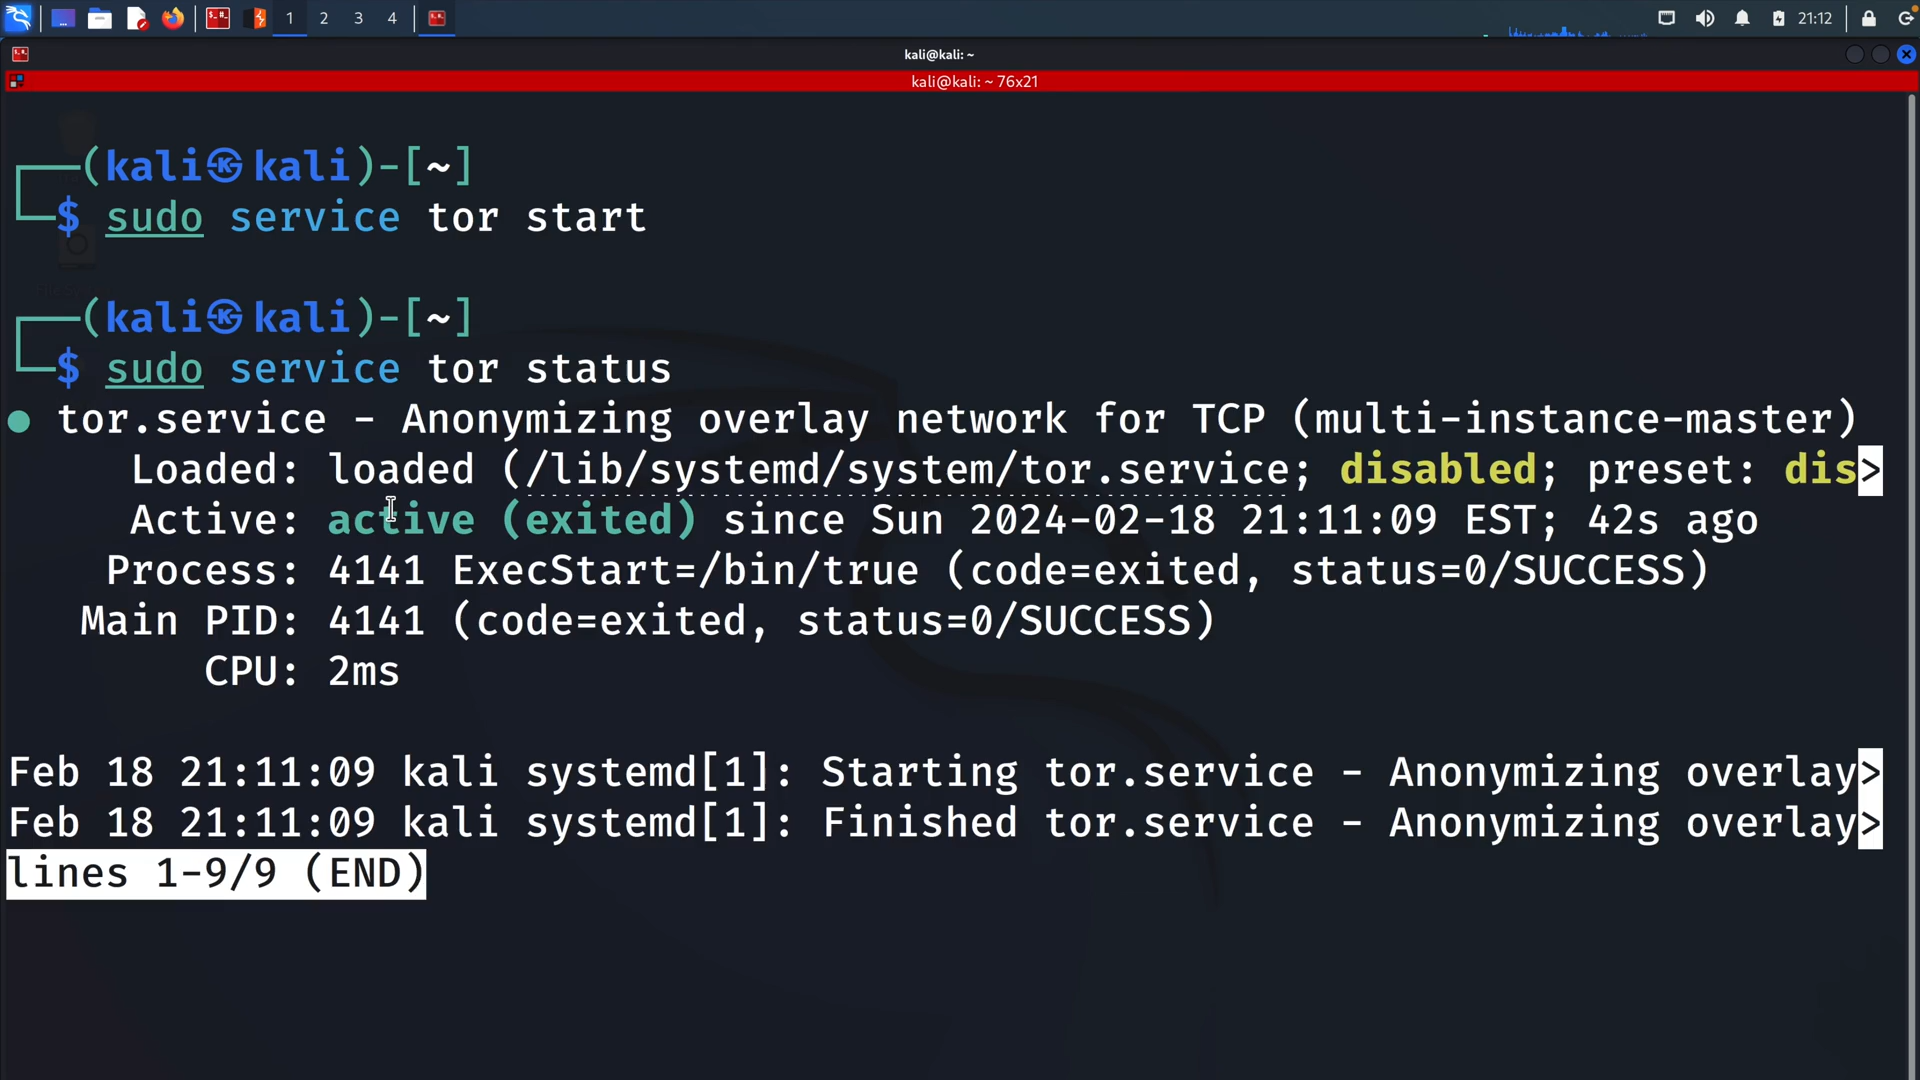 1 2 3 4 21:12
kali@kali: ~
kali@kali: ~ 76x21
(kali㉿kali)-[~]
$ sudo service tor start
(kali㉿kali)-[~]
$ sudo service tor status
● tor.service - Anonymizing overlay network for TCP (multi-instance-master)
Loaded: loaded (/lib/systemd/system/tor.service; disabled; preset: dis>
Active: active (exited) since Sun 2024-02-18 21:11:09 EST; 42s ago
Process: 4141 ExecStart=/bin/true (code=exited, status=0/SUCCESS)
Main PID: 4141 (code=exited, status=0/SUCCESS)
CPU: 2ms
Feb 18 21:11:09 kali systemd[1]: Starting tor.service - Anonymizing overlay>
Feb 18 21:11:09 kali systemd[1]: Finished tor.service - Anonymizing overlay>
lines 1-9/9 (END)